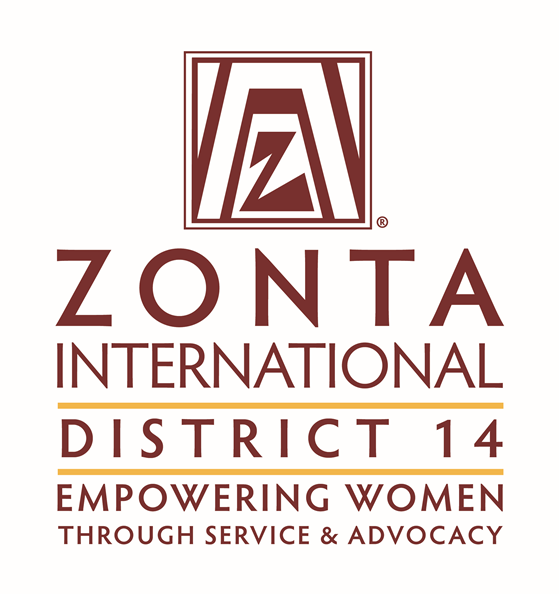 Z
®
ZONTA
INTERNATIONAL
DISTRICT 14
EMPOWERING WOMEN
THROUGH SERVICE & ADVOCACY